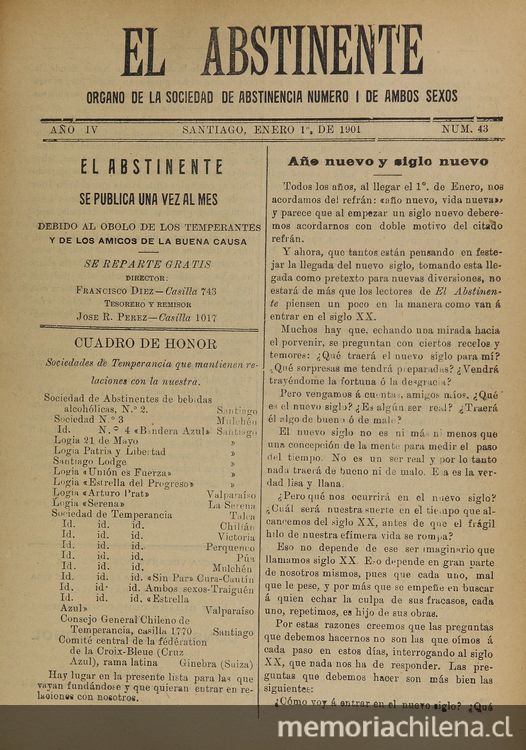 EL ABSTINENTE
ORGANO DE LA SOCIEDAD DE ABSTINENCIA NUMERO 1 DE AMBOS SEXOS
AÑO IV SANTIAGO, ENERO 1º, DE 1901 NUM. 43
EL ABSTINENTE
SE PUBLICA UNA VEZ AL MES
DEBIDO AL OBOLO DE LOS TEMPERANTES
Y DE LOS AMIGOS DE LA BUENA CAUSA
SE REPARTE GRATIS
DIRECTOR:
FRANCISCO DIEZ—Casilla 743
TESORERO Y REMISOR
JOSE R. PEREZ—Casilla 1017
CUADRO DE HONOR
Sociedades de Temperancia que mantienen re-
laciones con la nuestra.
Sociedad de Abstinentes de bebidas
alcohólicas, N.º 2. Santiago
Sociedad N.º 3 Mulchén
Id. N.º 4 «Bandera Azul» Santiago
Logia 21 de Mayo »
Logia Patria y Libertad »
Santiago Lodge »
Logia «Unión es Fuerza» »
Logia «Estrella del Progreso» »
Logia «Arturo Prat» Valparaíso
Logia «Serena» La Serena
Sociedad de Temperancia Talca
Id. id. id. Chillán
Id. id. id. Victoria
Id. id. id. Perquenco
Id. id. id. Púa
Id. id. id. Mulchén
Id. id. id. «Sin Par» Cura-Cautín
Id. id. id. Ambos sexos-Traiguén
Id. id. id. «Estrella
Azul» Valparaíso
Consejo General Chileno de
Temperancia, casilla 1770 Santiago
Comité central de la fédération
de la Croix-Bleue (Cruz
Azul), rama latina Ginebra (Suiza)
Hay lugar en la presente lista para las que
vayan fundándose y que quieran entrar en re-
laciones con nosotros.
Año nuevo y siglo nuevo
Todos los años, al llegar el 1º. de Enero, nos
acordamos del refrán: «año nuevo, vida nueva»,
y parece que al empezar un siglo nuevo debere-
mos acordarnos con doble motivo del citado
refrán.
Y ahora, que tantos están pensando en feste-
jar la llegada del nuevo siglo, tomando esta lle-
gada como pretexto para nuevas diversiones, no
estará de más que los lectores de El Abstinen-
te piensen un poco en la manera como van á
entrar en el siglo XX.
Muchos hay que, echando una mirada hacia
el porvenir, se preguntan con ciertos recelos y
temores: ¿Qué traerá el nuevo siglo para mí?
¿Qué sorpresas me tendrá preparadas? ¿Vendrá
trayéndome la fortuna ó la desgracia?
Pero vengamos á cuentas, amigos míos. ¿Qué
es el nuevo siglo? ¿Es algún ser real? ¿Traerá
él algo de bueno ó de malo?
El nuevo siglo no es ni más ni menos que
una concepción de la mente para medir el paso
del tiempo. No es un ser real y por lo tanto
nada traerá de bueno ni de malo. Esa es la ver-
dad lisa y llana.
¿Pero qué nos ocurrirá en el nuevo siglo?
¿Cuál será nuestra suerte en el tiempo que al-
cancemos del siglo XX, antes de que el frágil
hilo de nuestra efímera vida se rompa?
Eso no depende de ese ser imaginario que
llamamos siglo XX. Eso depende en gran parte
de nosotros mismos, pues que cada uno, mal
que le pese, y por más que se empeñe en buscar
á quien echar la culpa de sus fracasos, cada
uno, repetimos, es hijo de sus obras.
Por estas razones creemos que las preguntas
que debemos hacernos no son las que oímos á
cada paso en estos días, interrogando al siglo
XX, que nada nos ha de responder. Las pre-
guntas que debemos hacer son más bien las
siguientes:
¿Cómo voy á entrar en el nuevo siglo? ¿Qué
memoriachilena.cl